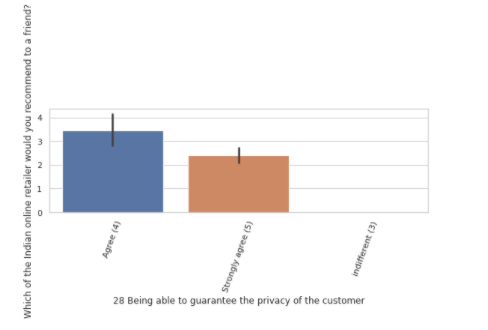 Which of the Indian online retailer would you recommend to a friend?
4
3
2
1
0
Agree (4)
Strongly agree (5)
indifferent (3)
28 Being able to guarantee the privacy of the customer